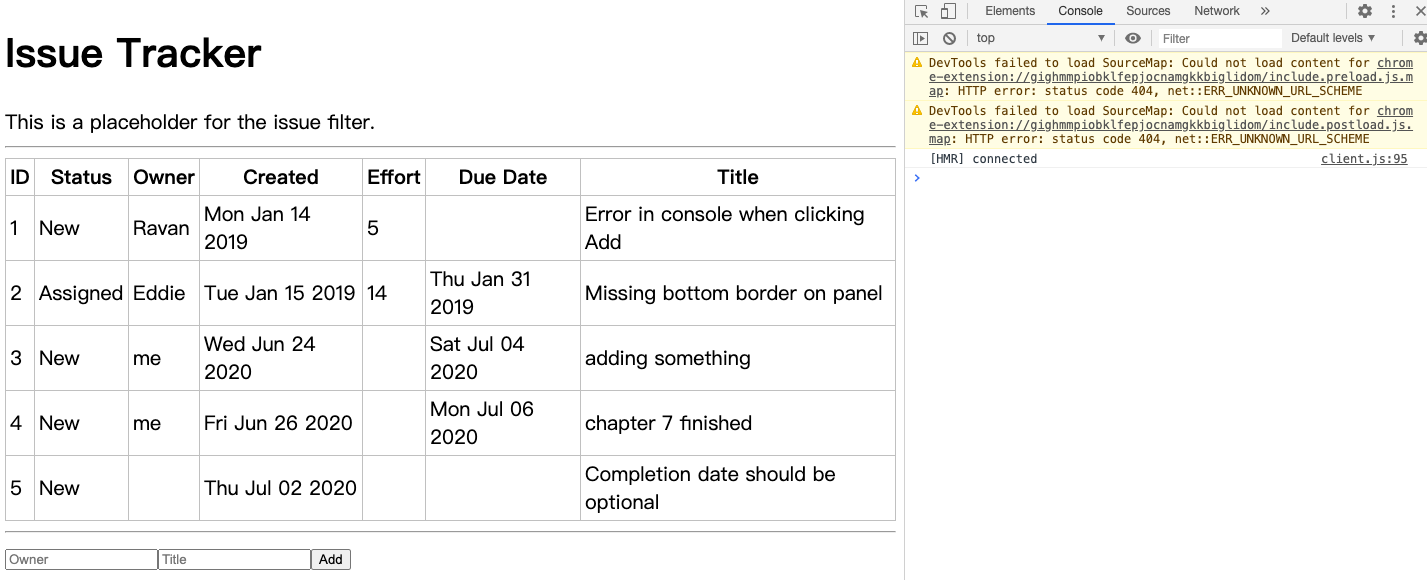 Issue Tracker
This is a placeholder for the issue filter.
ID Status Owner Created Effort Due Date Title
1 New Ravan Mon Jan 14 2019 5 Error in console when clicking Add
2 Assigned Eddie Tue Jan 15 2019 14 Thu Jan 31 2019 Missing bottom border on panel
3 New me Wed Jun 24 2020 Sat Jul 04 2020 adding something
4 New me Fri Jun 26 2020 Mon Jul 06 2020 chapter 7 finished
5 New Thu Jul 02 2020 Completion date should be optional
Owner Title Add
Elements Console Sources Network »
top Filter Default levels
DevTools failed to load SourceMap: Could not load content for chrom
e-extension://gighmmpiobklfepjocnamgkkbiglidom/include.preload.js.m
ap: HTTP error: status code 404, net::ERR_UNKNOWN_URL_SCHEME
DevTools failed to load SourceMap: Could not load content for chrom
e-extension://gighmmpiobklfepjocnamgkkbiglidom/include.postload.js.
map: HTTP error: status code 404, net::ERR_UNKNOWN_URL_SCHEME
[HMR] connected client.js:95